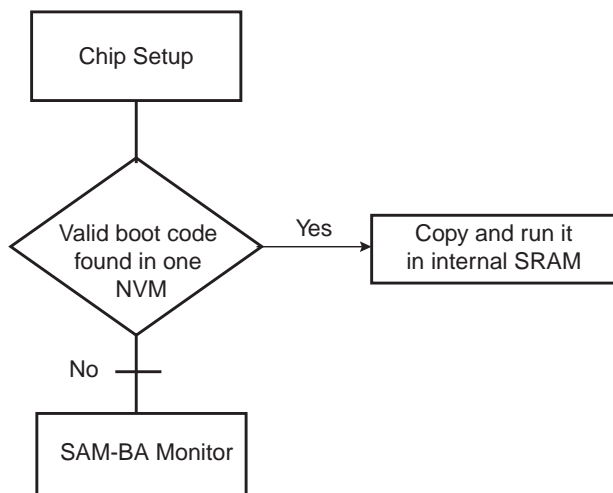 Chip Setup
Valid boot code
found in one
NVM
Yes
Copy and run it
in internal SRAM
No
SAM-BA Monitor